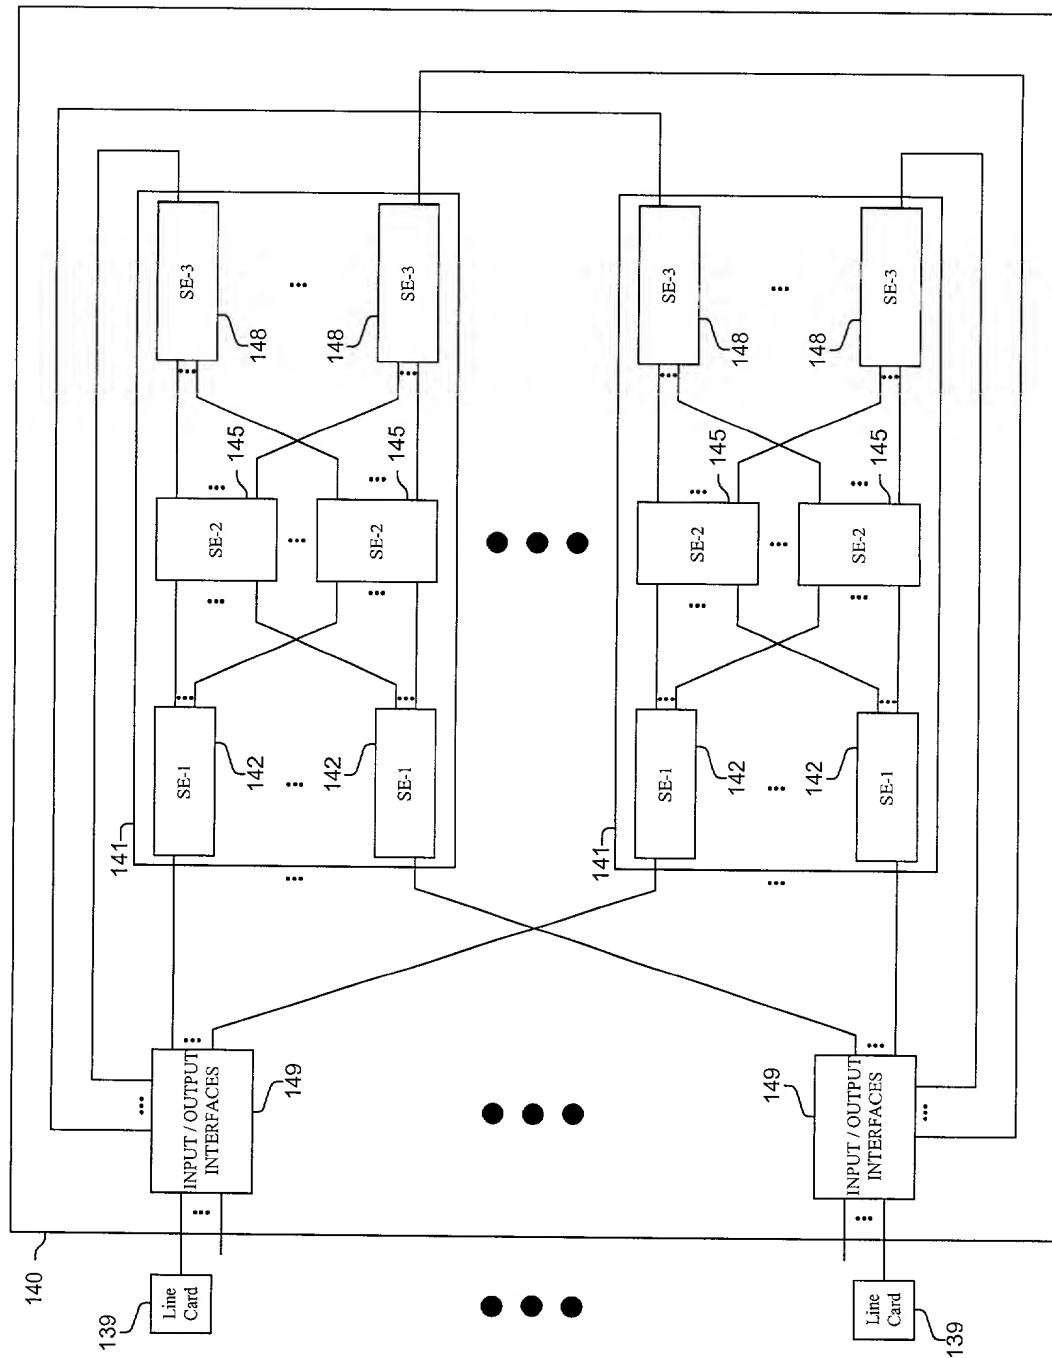 140
139
Line
Card
149
INPUT / OUTPUT
INTERFACES
141
142
SE-1
142
SE-1
145
SE-2
145
SE-2
148
SE-3
148
SE-3
139
Line
Card
149
INPUT / OUTPUT
INTERFACES
141
142
SE-1
142
SE-1
145
SE-2
145
SE-2
148
SE-3
148
SE-3